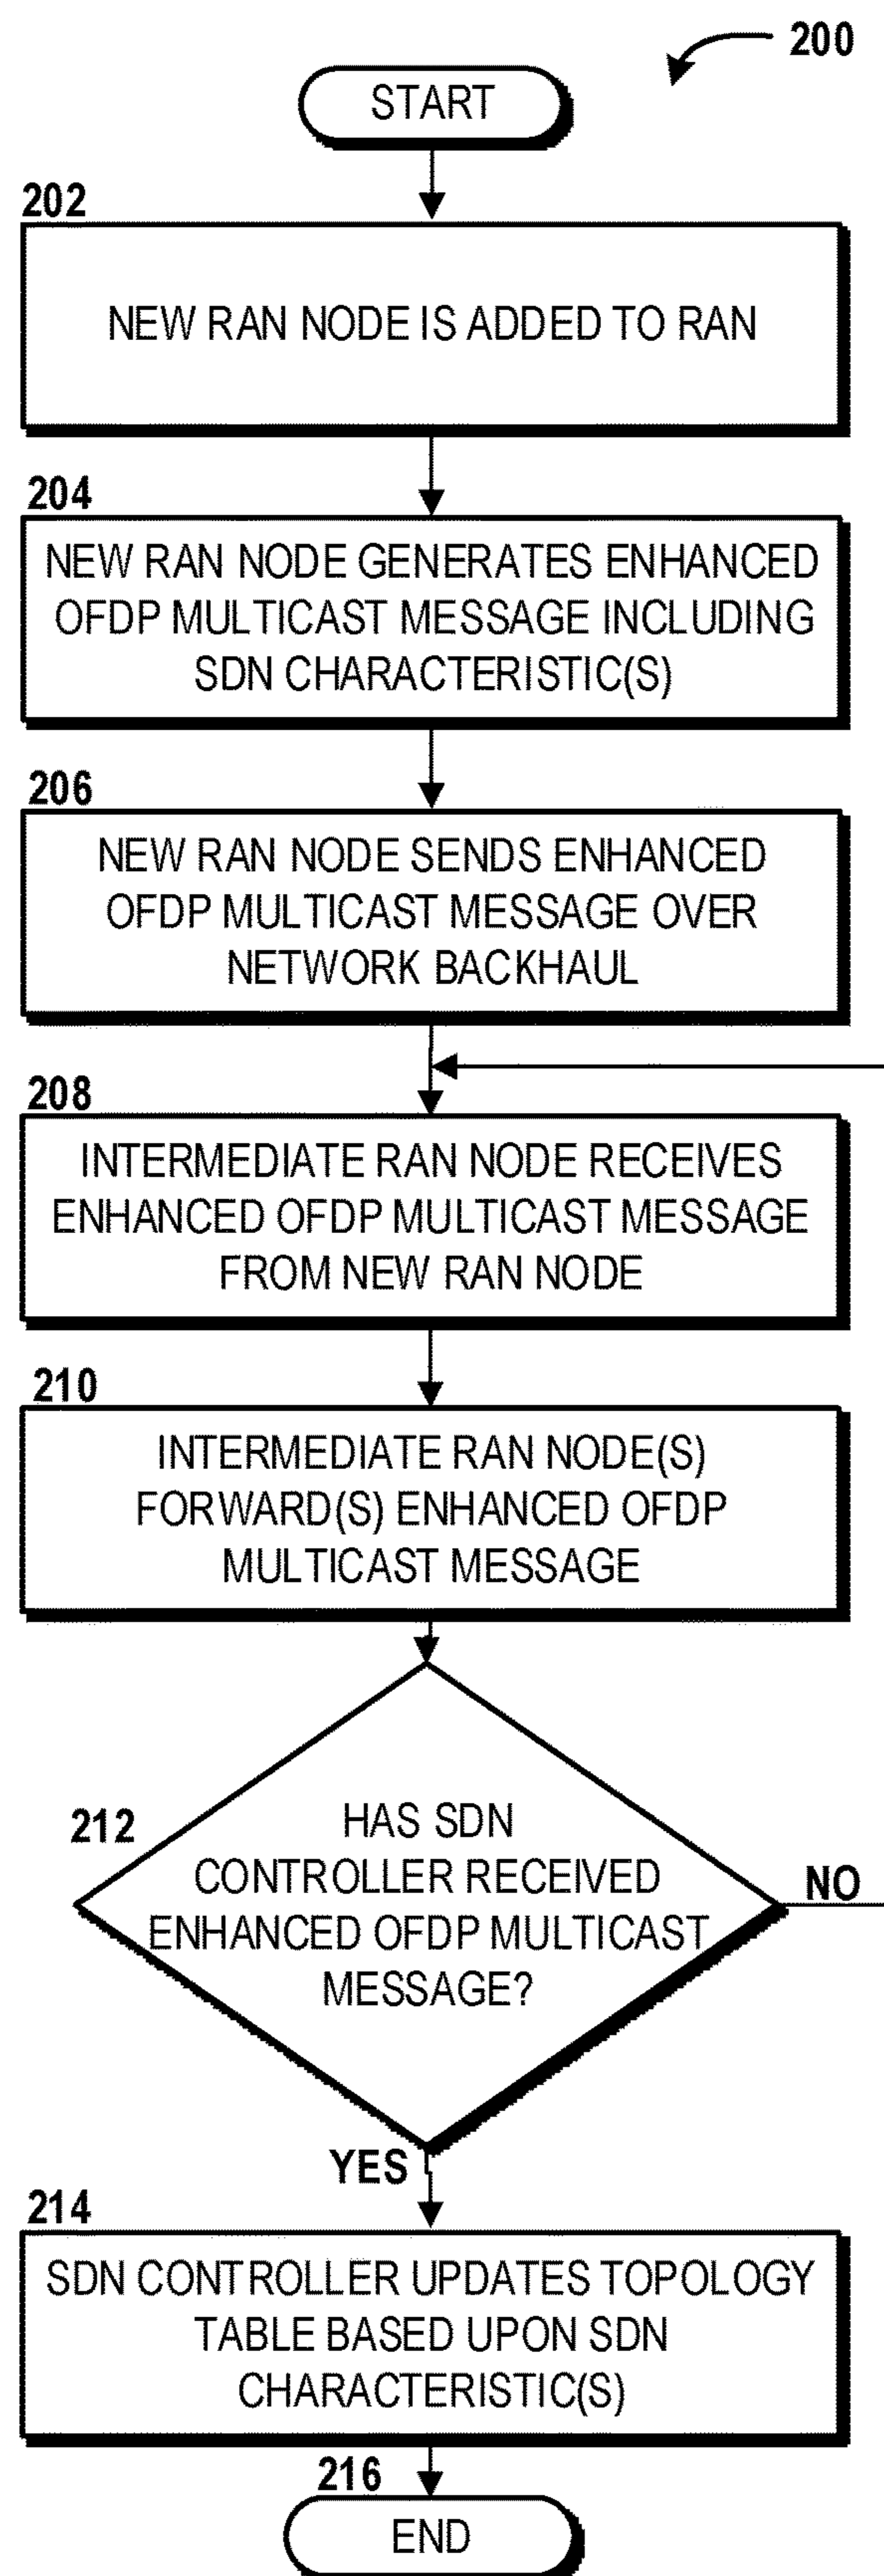 200
START
202
NEW RAN NODE IS ADDED TO RAN
204
NEW RAN NODE GENERATES ENHANCED
OFDP MULTICAST MESSAGE INCLUDING
SDN CHARACTERISTIC(S)
206
NEW RAN NODE SENDS ENHANCED
OFDP MULTICAST MESSAGE OVER
NETWORK BACKHAUL
208
INTERMEDIATE RAN NODE RECEIVES
ENHANCED OFDP MULTICAST MESSAGE
FROM NEW RAN NODE
210
INTERMEDIATE RAN NODE(S)
FORWARD(S) ENHANCED OFDP
MULTICAST MESSAGE
212
HAS SDN
CONTROLLER RECEIVED
ENHANCED OFDP MULTICAST
MESSAGE?
NO
YES
214
SDN CONTROLLER UPDATES TOPOLOGY
TABLE BASED UPON SDN
CHARACTERISTIC(S)
216
END